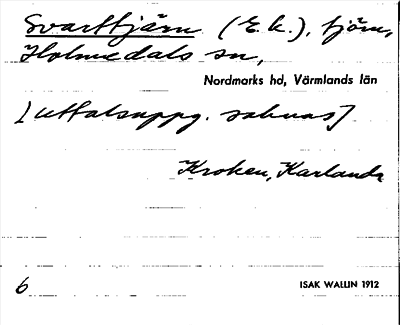 Svarttjärn (E.k.), tjärn,
Holmedals sn,
Nordmarks hd, Värmlands län
[uttalsuppg. saknas]
Kroken, Karlanda
6
ISAK WALLIN 1912